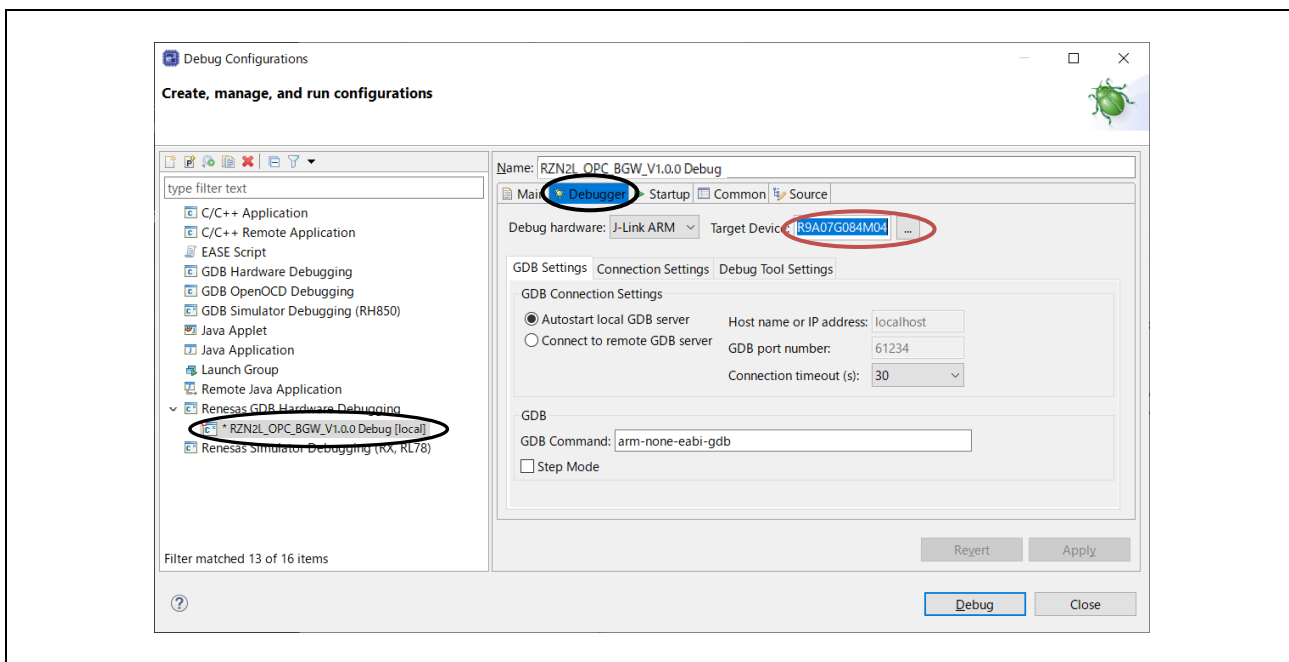 Debug Configurations
Create, manage, and run configurations
type filter text
C/C++ Application
C/C++ Remote Application
EASE Script
GDB Hardware Debugging
GDB OpenOCD Debugging
GDB Simulator Debugging (RH850)
Java Applet
Java Application
Launch Group
Remote Java Application
Renesas GDB Hardware Debugging
* RZN2L_OPC_BGW_V1.0.0 Debug [local]
Renesas Simulator Debugging (RX, RL78)
Filter matched 13 of 16 items
Name: RZN2L_OPC_BGW_V1.0.0 Debug
Main Debugger Startup Common Source
Debug hardware: J-Link ARM Target Device: R9A07G084M04 ...
GDB Settings Connection Settings Debug Tool Settings
GDB Connection Settings
Autostart local GDB server
Host name or IP address: localhost
Connect to remote GDB server
GDB port number: 61234
Connection timeout (s): 30
GDB
GDB Command: arm-none-eabi-gdb
Step Mode
Revert Apply
Debug Close